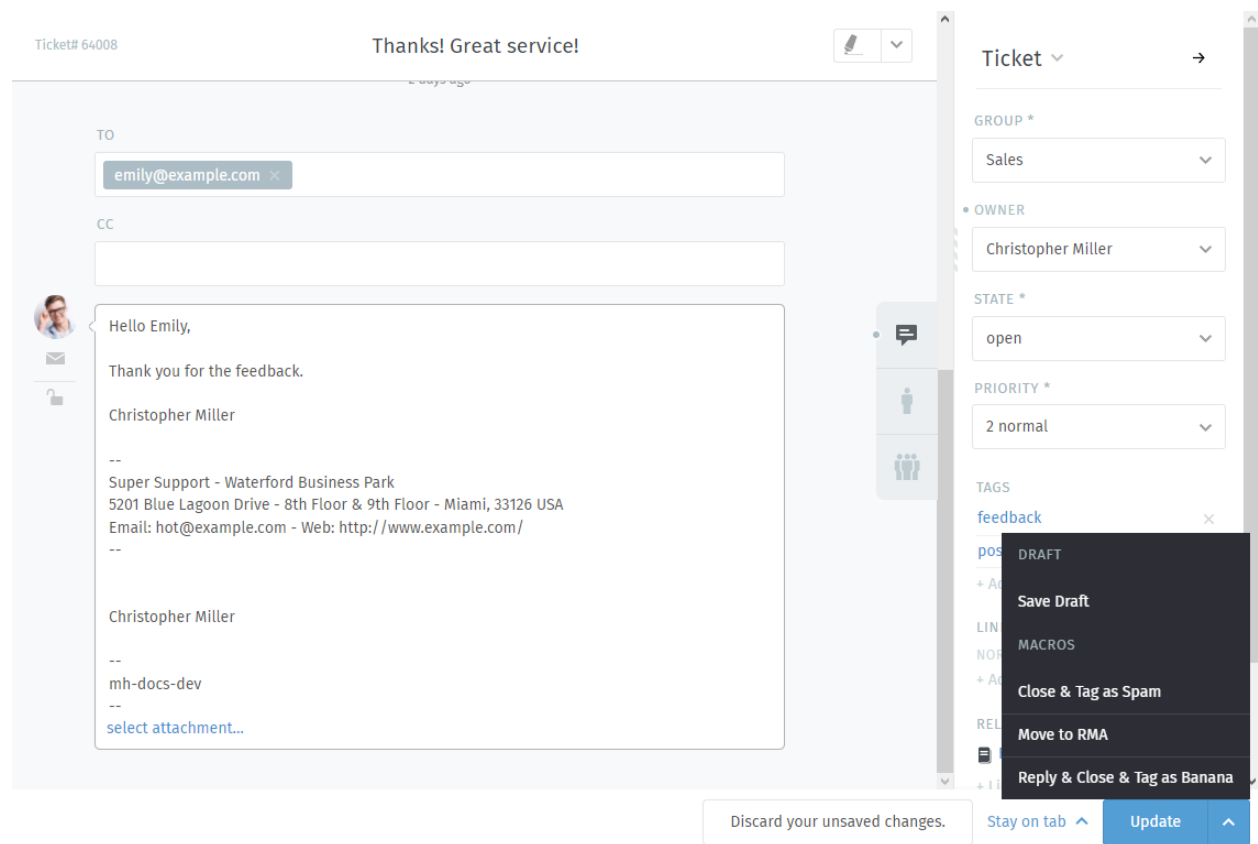 Ticket# 64008
Thanks! Great service!
2 days ago
TO
emily@example.com
CC
Hello Emily,
Thank you for the feedback.
Christopher Miller
--
Super Support - Waterford Business Park
5201 Blue Lagoon Drive - 8th Floor & 9th Floor - Miami, 33126 USA
Email: hot@example.com - Web: http://www.example.com/
--
Christopher Miller
--
mh-docs-dev
--
select attachment...
Ticket
GROUP *
Sales
OWNER
Christopher Miller
STATE *
open
PRIORITY *
2 normal
TAGS
feedback
DRAFT
Save Draft
MACROS
Close & Tag as Spam
Move to RMA
Reply & Close & Tag as Banana
Discard your unsaved changes.
Stay on tab
Update